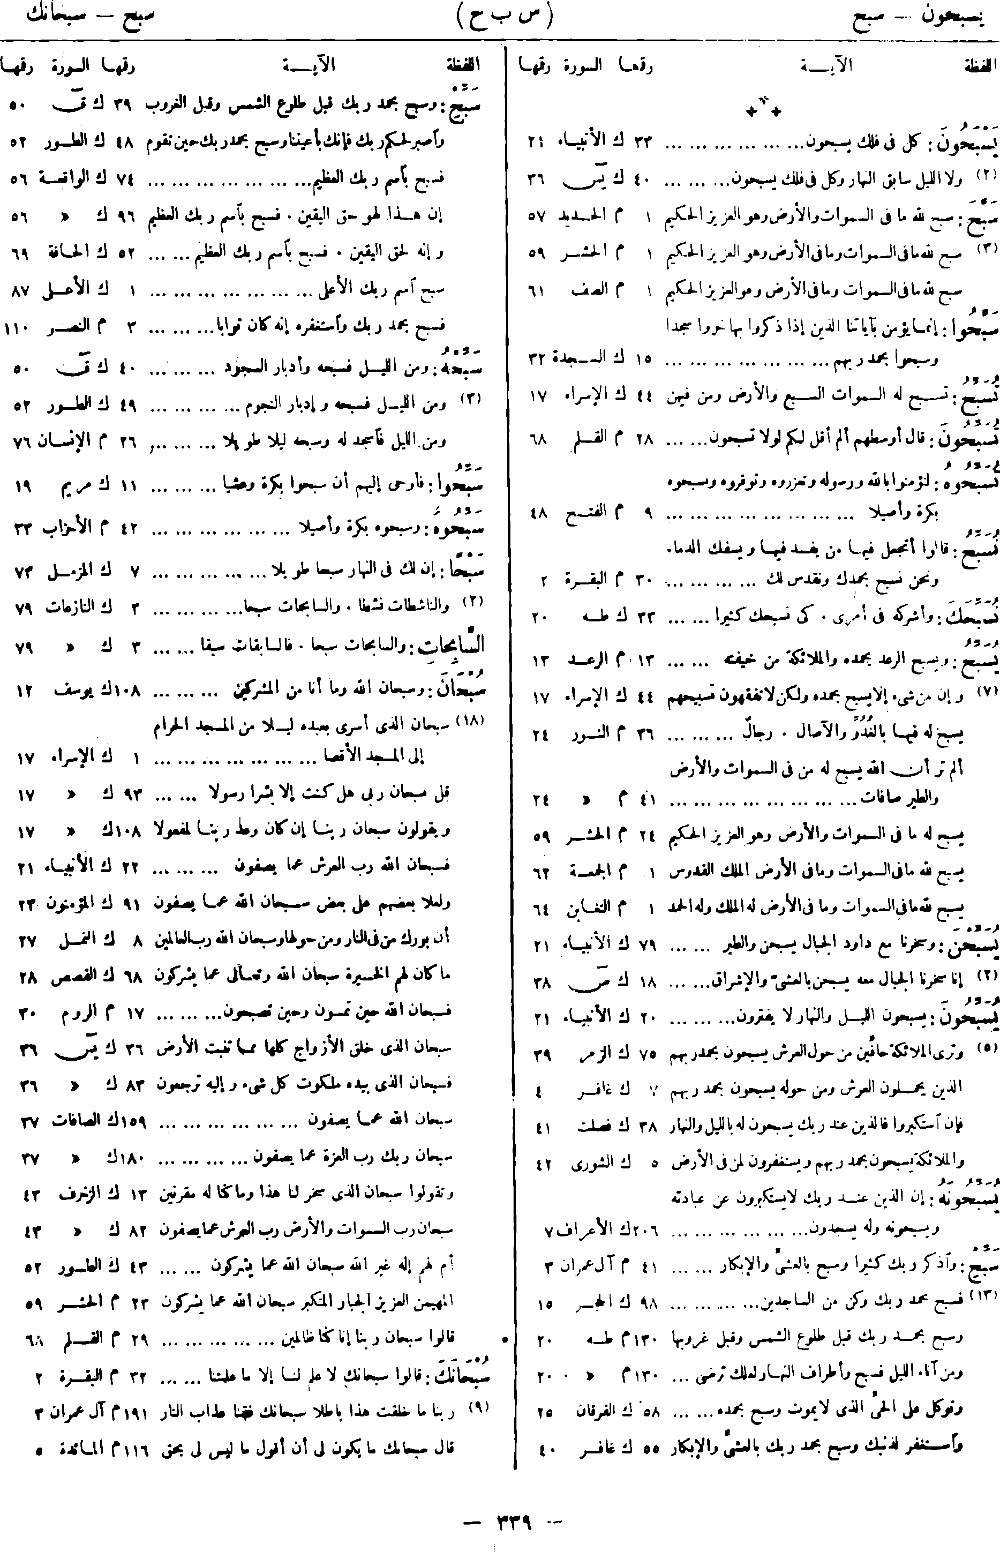 يسبحون — سبح
( س ب ح )
سبح — سبحانك
اللفظة الآيـــة رقمها السورة رقمها
يَسْبَحُونَ : كل فى فلك يسبحون... ... ... ... ... ... ٣٣ ك الأنبياء ٢١
(٢) ولا الليل سابق النهار وكل فى فلك يسبحون... ... ... ٤٠ ك يسٓ ٣٦
سَبَّحَ : سبح لله ما فى السموات والأرض وهو العزيز الحكيم ١ م الحديد ٥٧
(٣) سبح لله ما فى السموات وما فى الأرض وهو العزيز الحكيم ١ م الحشر ٥٩
سبح لله ما فى السموات وما فى الأرض وهو العزيز الحكيم ١ م الصف ٦١
سَبَّحُوا : إنما يؤمن بآياتنا الذين إذا ذكروا بها خروا سجدا
وسبحوا بحمد ربهم ... ... ... ... ... ... ... ١٥ ك السجدة ٣٢
تُسَبِّحُ : تسبح له السموات السبع والأرض ومن فيهن ٤٤ ك الإسراء ١٧
تُسَبِّحُونَ : قال أوسطهم ألم أقل لكم لولا تسبحون... ... ٢٨ ك القلم ٦٨
تُسَبِّحُوهُ : لتؤمنوا بالله ورسوله وتعزروه وتوقروه وتسبحوه
بكرة وأصيلا ... ... ... ... ... ... ... ... ٩ م الفتح ٤٨
نُسَبِّحُ : قالوا أتجعل فيها من يفسد فيها ويسفك الدماء
ونحن نسبح بحمدك ونقدس لك ... ... ... ... ٣٠ م البقرة ٢
نُسَبِّحَكَ : وأشركه فى أمرى . كى نسبحك كثيرا ... ... ٣٣ ك طه ٢٠
يُسَبِّحُ : ويسبح الرعد بحمده والملائكة من خيفته ... ... ١٣ م الرعد ١٣
(٧) وإن من شىء إلا يسبح بحمده ولكن لا تفقهون تسبيحهم ٤٤ ك الإسراء ١٧
يسبح له فيها بالغُدُوِّ والآصال . رجالٌ ... ... ... ٣٦ م النور ٢٤
ألم تر أن الله يسبح له من فى السموات والأرض
والطير صافات... ... ... ... ... ... ... ... ٤١ م » ٢٤
يسبح له ما فى السموات والأرض وهو العزيز الحكيم ٢٤ م الحشر ٥٩
يسبح لله ما فى السموات وما فى الأرض الملك القدوس ١ م الجمعة ٦٢
يسبح لله ما فى السموات وما فى الأرض له الملك وله الحمد ١ م التغابن ٦٤
يُسَبِّحْنَ : وسخرنا مع داود الجبال يسبحن والطير ... ... ٧٩ ك الأنبياء ٢١
(٢) إنا سخرنا الجبال معه يسبحن بالعشىّ والإشراق... ... ١٨ ك صٓ ٣٨
يُسَبِّحُونَ : يسبحون الليل والنهار لا يفترون... ... ... ٢٠ ك الأنبياء ٢١
(٥) وترى الملائكة حافّين من حول العرش يسبحون بحمد ربهم ٧٥ ك الزمر ٣٩
الذين يحملون العرش ومن حوله يسبحون بحمد ربهم ٧ ك غافر ٤
فإن استكبروا فالذين عند ربك يسبحون له بالليل والنهار ٣٨ ك فصلت ٤١
والملائكة يسبحون بحمد ربهم ويستغفرون لمن فى الأرض ٥ ك الشورى ٤٢
يُسَبِّحُونَهُ : إن الذين عند ربك لا يستكبرون عن عبادته
ويسبحونه وله يسجدون... ... ... ... ... ... ٢٠٦ ك الأعراف ٧
سَبِّحْ : واذكر ربك كثيرا وسبح بالعشىّ والإبكار ... ... ٤١ م آل عمران ٣
(١٣) فسبح بحمد ربك وكن من الساجدين... ... ... ... ٩٨ ك الحجر ١٥
وسبح بحمد ربك قبل طلوع الشمس وقبل غروبها ١٣٠ م طه ٢٠
ومن آناء الليل فسبح وأطراف النهار لعلك ترضى ... ١٣٠ م » ٢٠
وتوكل على الحىّ الذى لا يموت وسبح بحمده ... ... ٥٨ ك الفرقان ٢٥
واستغفر لذنبك وسبح بحمد ربك بالعشىّ والإبكار ٥٥ ك غافر ٤٠
اللفظة الآيـــة رقمها السورة رقمها
سَبِّحْ : وسبح بحمد ربك قبل طلوع الشمس وقبل الغروب ٣٩ ك قٓ ٥٠
واصبر لحكم ربك فإنك بأعيننا وسبح بحمد ربك حين تقوم ٤٨ ك الطور ٥٢
فسبح باسم ربك العظيم... ... ... ... ... ... ٧٤ ك الواقعة ٥٦
إن هذا لهو حق اليقين . فسبح باسم ربك العظيم ٩٦ ك » ٥٦
وإنه لحق اليقين . فسبح باسم ربك العظيم ... ... ٥٢ ك الحاقة ٦٩
سبح اسم ربك الأعلى ... ... ... ... ... ... ١ ك الأعلى ٨٧
فسبح بحمد ربك واستغفره إنه كان توابا... ... ... ٣ م النصر ١١٠
سَبِّحْهُ : ومن الليل فسبحه وأدبار السجود ... ... ... ٤٠ ك قٓ ٥٠
(٣) ومن الليل فسبحه وإدبار النجوم ... ... ... ... ٤٩ ك الطور ٥٢
ومن الليل فاسجد له وسبحه ليلا طويلا ... ... ... ٢٦ م الإنسان ٧٦
سَبِّحُوا : فأوحى إليهم أن سبحوا بكرة وعشيا ... ... ... ١١ ك مريم ١٩
سَبِّحُوهُ : وسبحوه بكرة وأصيلا ... ... ... ... ... ٤٢ م الأحزاب ٣٣
سَبْحًا : إن لك فى النهار سبحا طويلا ... ... ... ... ٧ ك المزمل ٧٣
(٢) والناشطات نشطا . والسابحات سبحا... ... ... ... ٣ ك النازعات ٧٩
السَّابِحَاتِ : والسابحات سبحا . فالسابقات سبقا ... ... ٣ ك » ٧٩
سُبْحَانَ : وسبحان الله وما أنا من المشركين ... ... ... ١٠٨ ك يوسف ١٢
(١٨) سبحان الذى أسرى بعبده ليلا من المسجد الحرام
إلى المسجد الأقصا ... ... ... ... ... ... ... ١ ك الإسراء ١٧
قل سبحان ربى هل كنت إلا بشرا رسولا ... ... ٩٣ ك » ١٧
ويقولون سبحان ربنا إن كان وعد ربنا لمفعولا ١٠٨ ك » ١٧
فسبحان الله رب العرش عما يصفون ... ... ... ٢٢ ك الأنبياء ٢١
ولعلا بعضهم على بعض سبحان الله عما يصفون ٩١ ك المؤمنون ٢٣
أن بورك من فى النار ومن حولها وسبحان الله رب العالمين ٨ ك النمل ٢٧
ما كان لهم الخيرة سبحان الله وتعالى عما يشركون ٦٨ ك القصص ٢٨
فسبحان الله حين تمسون وحين تصبحون... ... ... ١٧ م الروم ٣٠
سبحان الذى خلق الأزواج كلها مما تنبت الأرض ٣٦ ك يسٓ ٣٦
فسبحان الذى بيده ملكوت كل شىء وإليه ترجعون ٨٣ ك » ٣٦
سبحان الله عما يصفون ... ... ... ... ... ... ١٥٩ ك الصافات ٣٧
سبحان ربك رب العزة عما يصفون... ... ... ... ١٨٠ ك » ٣٧
وتقولوا سبحان الذى سخر لنا هذا وما كنا له مقرنين ١٣ ك الزخرف ٤٣
سبحان رب السموات والأرض رب العرش عما يصفون ٨٢ ك » ٤٣
أم لهم إله غير الله سبحان الله عما يشركون ... ... ٤٣ ك الطور ٥٢
المهيمن العزيز الجبار المتكبر سبحان الله عما يشركون ٢٣ م الحشر ٥٩
قالوا سبحان ربنا إنا كنا ظالمين ... ... ... ... ... ٢٩ م القلم ٦٨
سُبْحَانَكَ : قالوا سبحانك لا علم لنا إلا ما علمتنا ... ... ٣٢ م البقرة ٢
(٩) ربنا ما خلقت هذا باطلا سبحانك فقنا عذاب النار ١٩١ م آل عمران ٣
قال سبحانك ما يكون لى أن أقول ما ليس لى بحق ١١٦ م المائدة ٥
— ٣٣٩ —